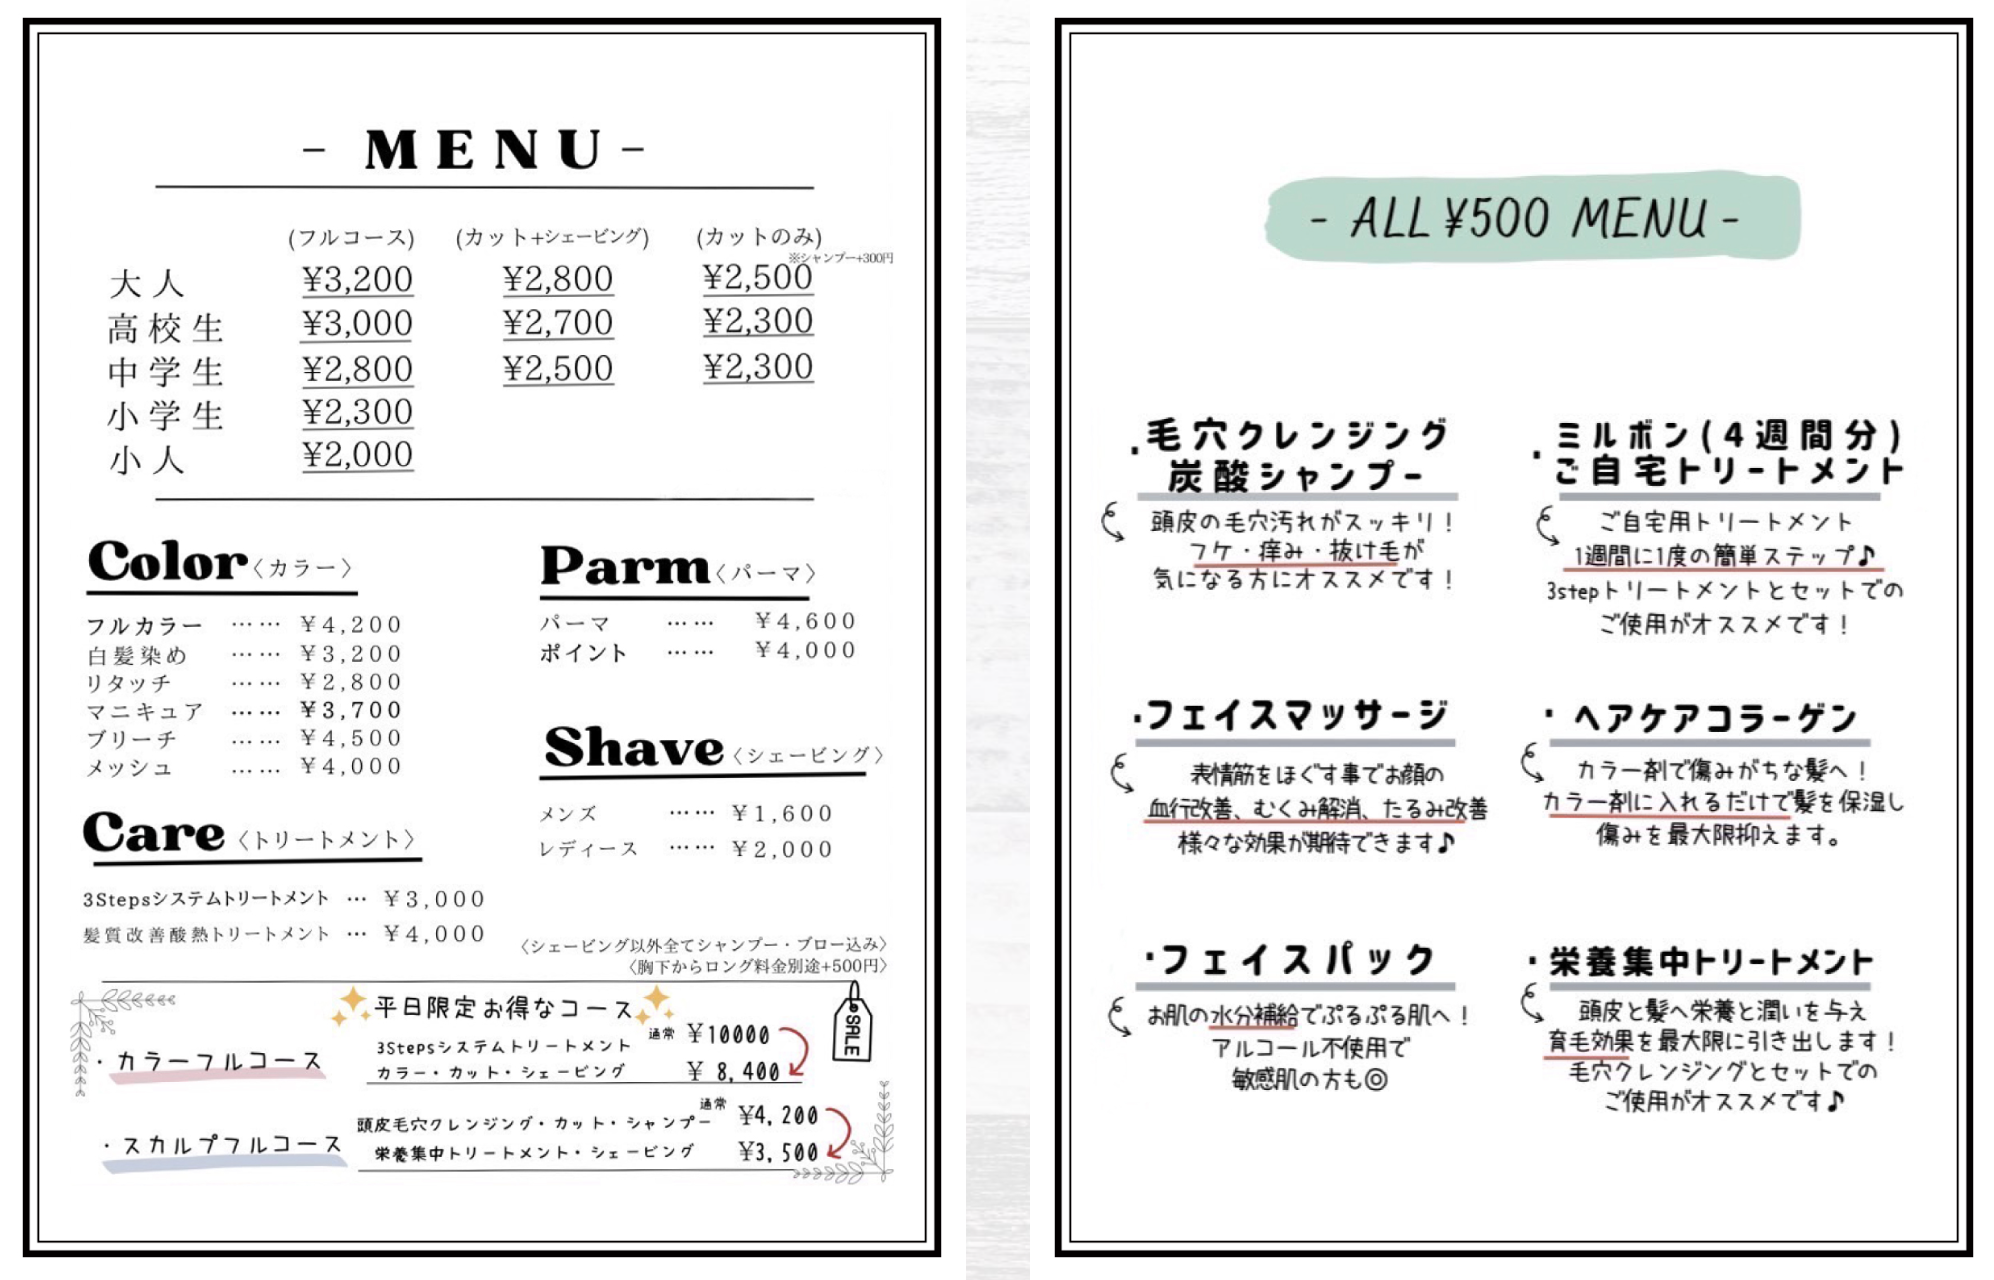 - MENU -
(フルコース) (カット+シェービング) (カットのみ)
※シャンプー+300円
大人 ¥3,200 ¥2,800 ¥2,500
高校生 ¥3,000 ¥2,700 ¥2,300
中学生 ¥2,800 ¥2,500 ¥2,300
小学生 ¥2,300
小人 ¥2,000
Color〈カラー〉
フルカラー …… ¥4,200
白髪染め …… ¥3,200
リタッチ …… ¥2,800
マニキュア …… ¥3,700
ブリーチ …… ¥4,500
メッシュ …… ¥4,000
Care〈トリートメント〉
3Stepsシステムトリートメント … ¥3,000
髪質改善酸熱トリートメント … ¥4,000
Parm〈パーマ〉
パーマ …… ¥4,600
ポイント …… ¥4,000
Shave〈シェービング〉
メンズ …… ¥1,600
レディース …… ¥2,000
〈シェービング以外全てシャンプー・ブロー込み〉
〈胸下からロング料金別途+500円〉
平日限定お得なコース
SALE
・カラーフルコース
3Stepsシステムトリートメント 通常 ¥10000
カラー・カット・シェービング ¥8,400
・スカルプフルコース
頭皮毛穴クレンジング・カット・シャンプー 通常 ¥4,200
栄養集中トリートメント・シェービング ¥3,500
- ALL ¥500 MENU -
・毛穴クレンジング
炭酸シャンプー
頭皮の毛穴汚れがスッキリ！
フケ・痒み・抜け毛が
気になる方にオススメです！
・ミルボン(4週間分)
ご自宅トリートメント
ご自宅用トリートメント
1週間に1度の簡単ステップ♪
3stepトリートメントとセットでの
ご使用がオススメです！
・フェイスマッサージ
表情筋をほぐす事でお顔の
血行改善、むくみ解消、たるみ改善
様々な効果が期待できます♪
・ヘアケアコラーゲン
カラー剤で傷みがちな髪へ！
カラー剤に入れるだけで髪を保湿し
傷みを最大限抑えます。
・フェイスパック
お肌の水分補給でぷるぷる肌へ！
アルコール不使用で
敏感肌の方も◎
・栄養集中トリートメント
頭皮と髪へ栄養と潤いを与え
育毛効果を最大限に引き出します！
毛穴クレンジングとセットでの
ご使用がオススメです♪